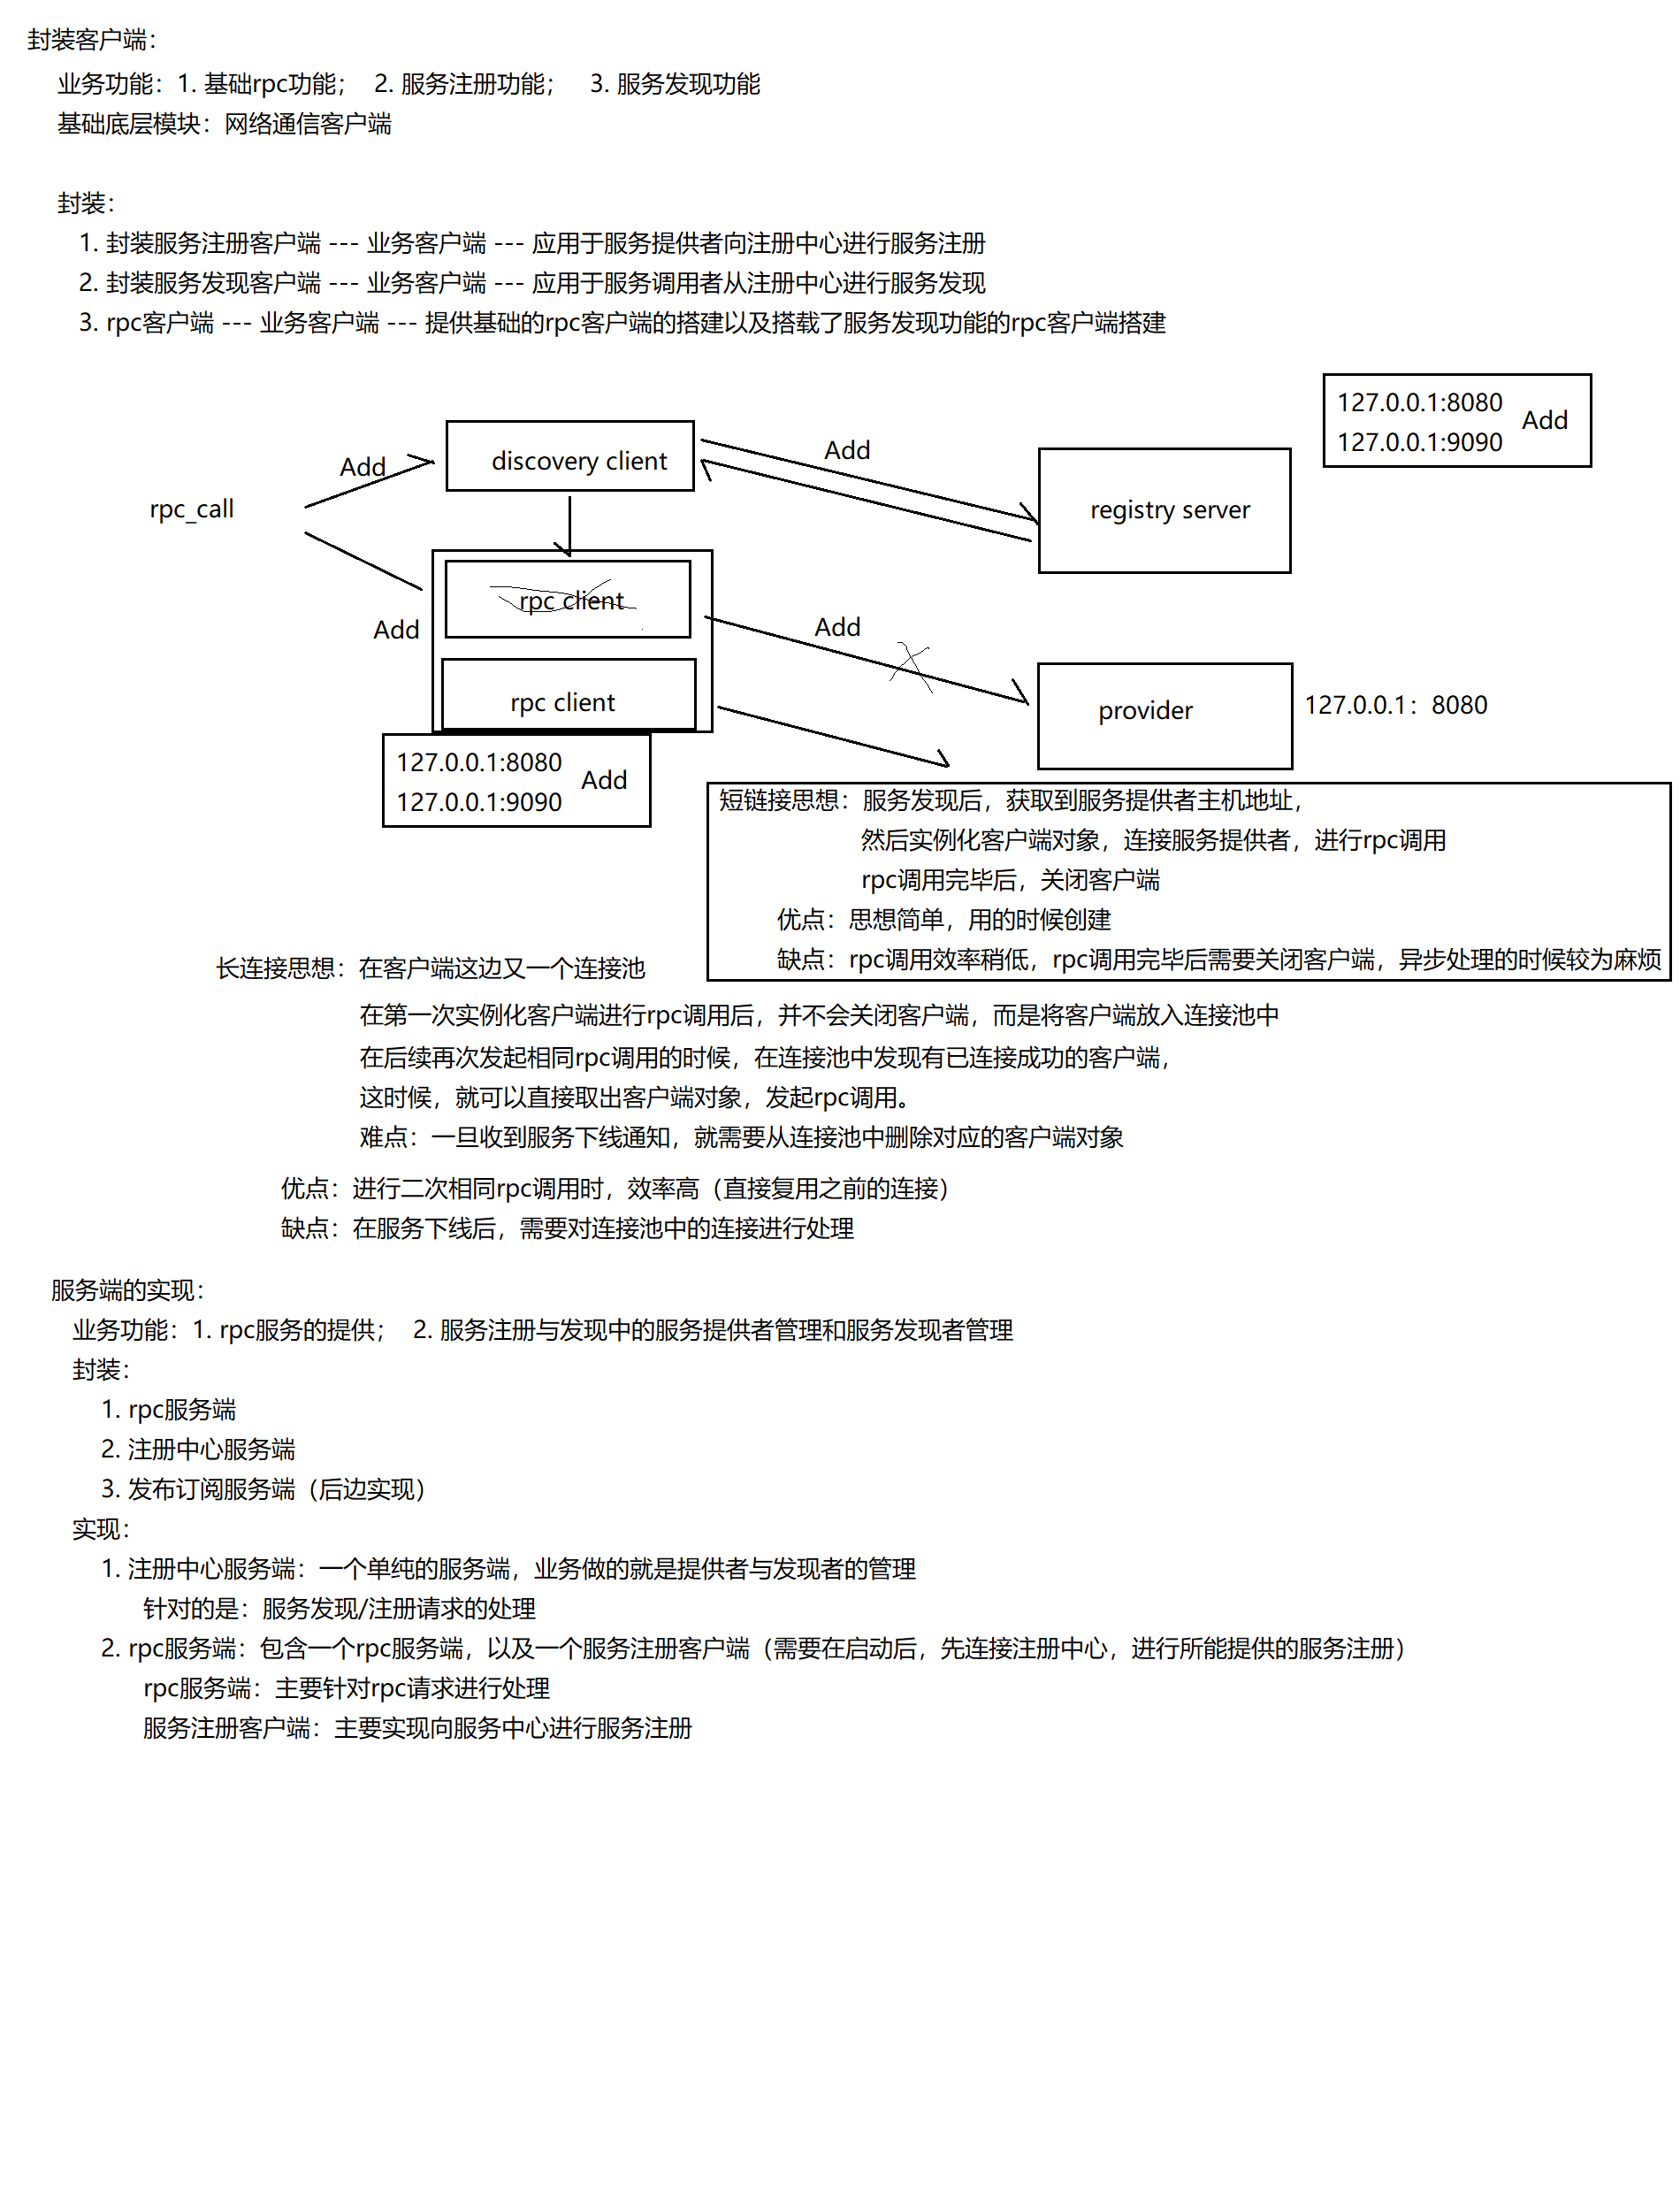 封装客户端：
业务功能：1. 基础rpc功能； 2. 服务注册功能； 3. 服务发现功能
基础底层模块：网络通信客户端
封装：
1. 封装服务注册客户端 --- 业务客户端 --- 应用于服务提供者向注册中心进行服务注册
2. 封装服务发现客户端 --- 业务客户端 --- 应用于服务调用者从注册中心进行服务发现
3. rpc客户端 --- 业务客户端 --- 提供基础的rpc客户端的搭建以及搭载了服务发现功能的rpc客户端搭建
127.0.0.1:8080
Add
127.0.0.1:9090
Add
discovery client
Add
rpc_call
registry server
rpc client
Add
Add
rpc client
provider
127.0.0.1：8080
127.0.0.1:8080
Add
127.0.0.1:9090
短链接思想：服务发现后，获取到服务提供者主机地址，
然后实例化客户端对象，连接服务提供者，进行rpc调用
rpc调用完毕后，关闭客户端
优点：思想简单，用的时候创建
缺点：rpc调用效率稍低，rpc调用完毕后需要关闭客户端，异步处理的时候较为麻烦
长连接思想：在客户端这边又一个连接池
在第一次实例化客户端进行rpc调用后，并不会关闭客户端，而是将客户端放入连接池中
在后续再次发起相同rpc调用的时候，在连接池中发现有已连接成功的客户端，
这时候，就可以直接取出客户端对象，发起rpc调用。
难点：一旦收到服务下线通知，就需要从连接池中删除对应的客户端对象
优点：进行二次相同rpc调用时，效率高（直接复用之前的连接）
缺点：在服务下线后，需要对连接池中的连接进行处理
服务端的实现：
业务功能：1. rpc服务的提供； 2. 服务注册与发现中的服务提供者管理和服务发现者管理
封装：
1. rpc服务端
2. 注册中心服务端
3. 发布订阅服务端（后边实现）
实现：
1. 注册中心服务端：一个单纯的服务端，业务做的就是提供者与发现者的管理
针对的是：服务发现/注册请求的处理
2. rpc服务端：包含一个rpc服务端，以及一个服务注册客户端（需要在启动后，先连接注册中心，进行所能提供的服务注册）
rpc服务端：主要针对rpc请求进行处理
服务注册客户端：主要实现向服务中心进行服务注册